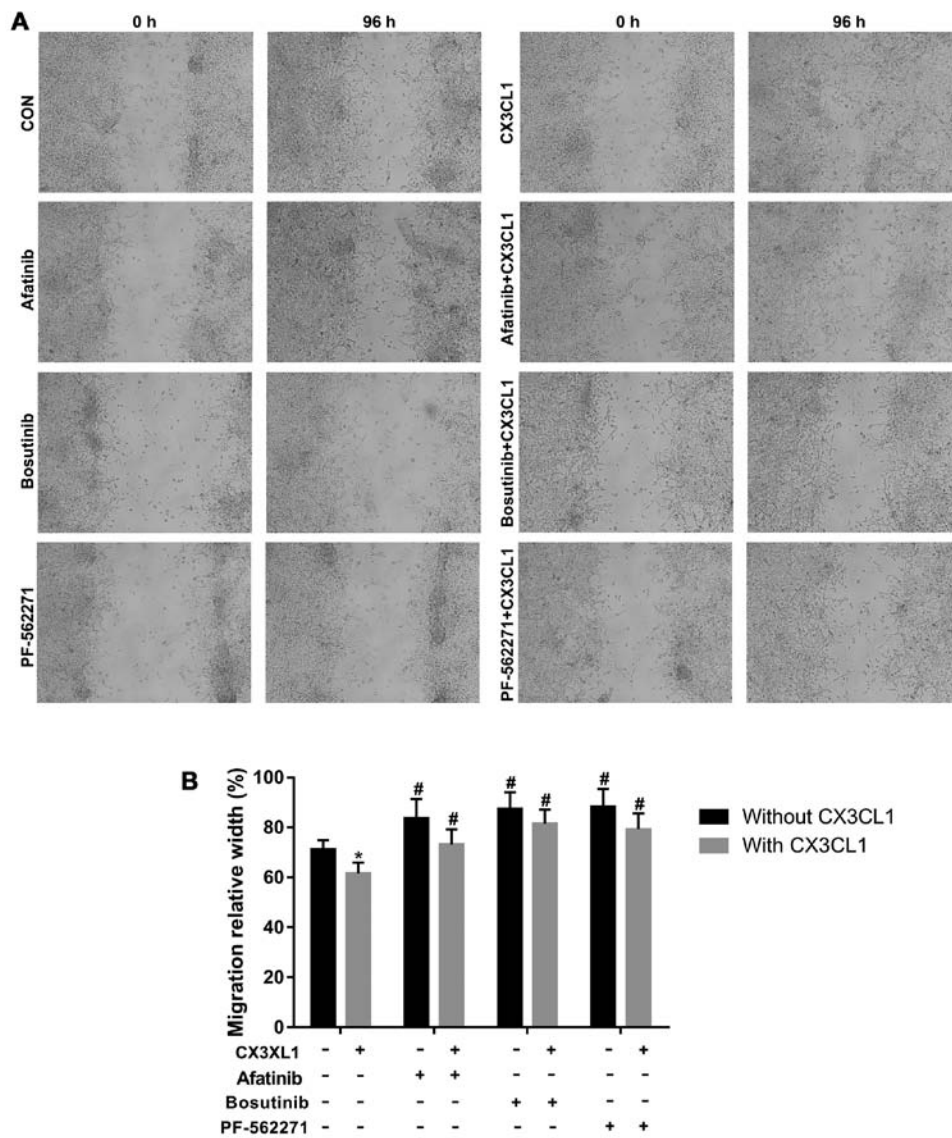 A
0 h
96 h
0 h
96 h
CON
CX3CL1
Afatinib
Afatinib+CX3CL1
Bosutinib
Bosutinib+CX3CL1
PF-562271
PF-562271+CX3CL1
B
Migration relative width (%)
100
80
60
40
20
0
*
# #
# #
# #
Without CX3CL1
With CX3CL1
CX3XL1 - + - + - + - +
Afatinib - - + + - - - -
Bosutinib - - - - + + - -
PF-562271 - - - - - - + +